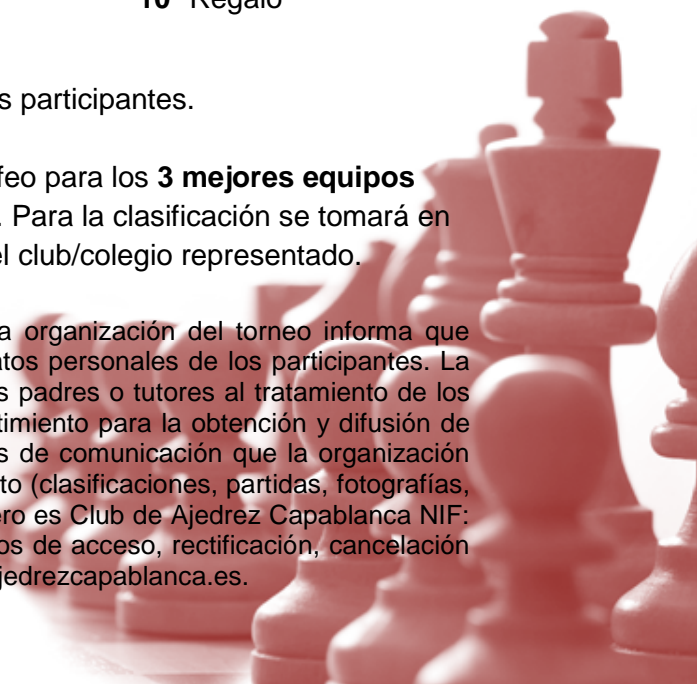 10º Regalo
s participantes.
feo para los 3 mejores equipos
. Para la clasificación se tomará en
el club/colegio representado.
a organización del torneo informa que
atos personales de los participantes. La
s padres o tutores al tratamiento de los
timiento para la obtención y difusión de
s de comunicación que la organización
to (clasificaciones, partidas, fotografías,
ero es Club de Ajedrez Capablanca NIF:
os de acceso, rectificación, cancelación
jedrezcapablanca.es.